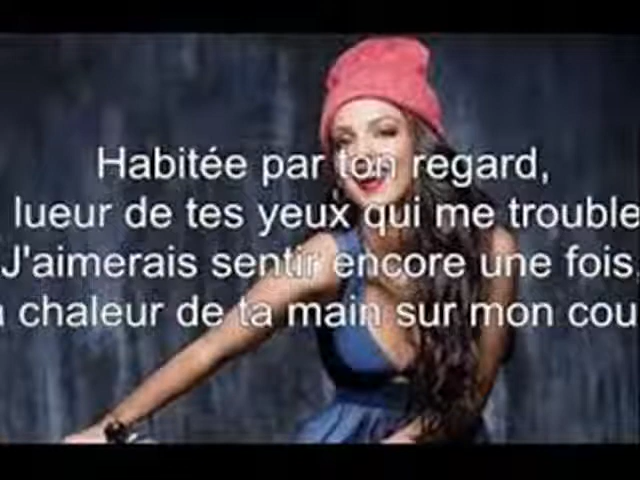 Habitée par ton regard,
lueur de tes yeux qui me trouble
J'aimerais sentir encore une fois
a chaleur de ta main sur mon cou